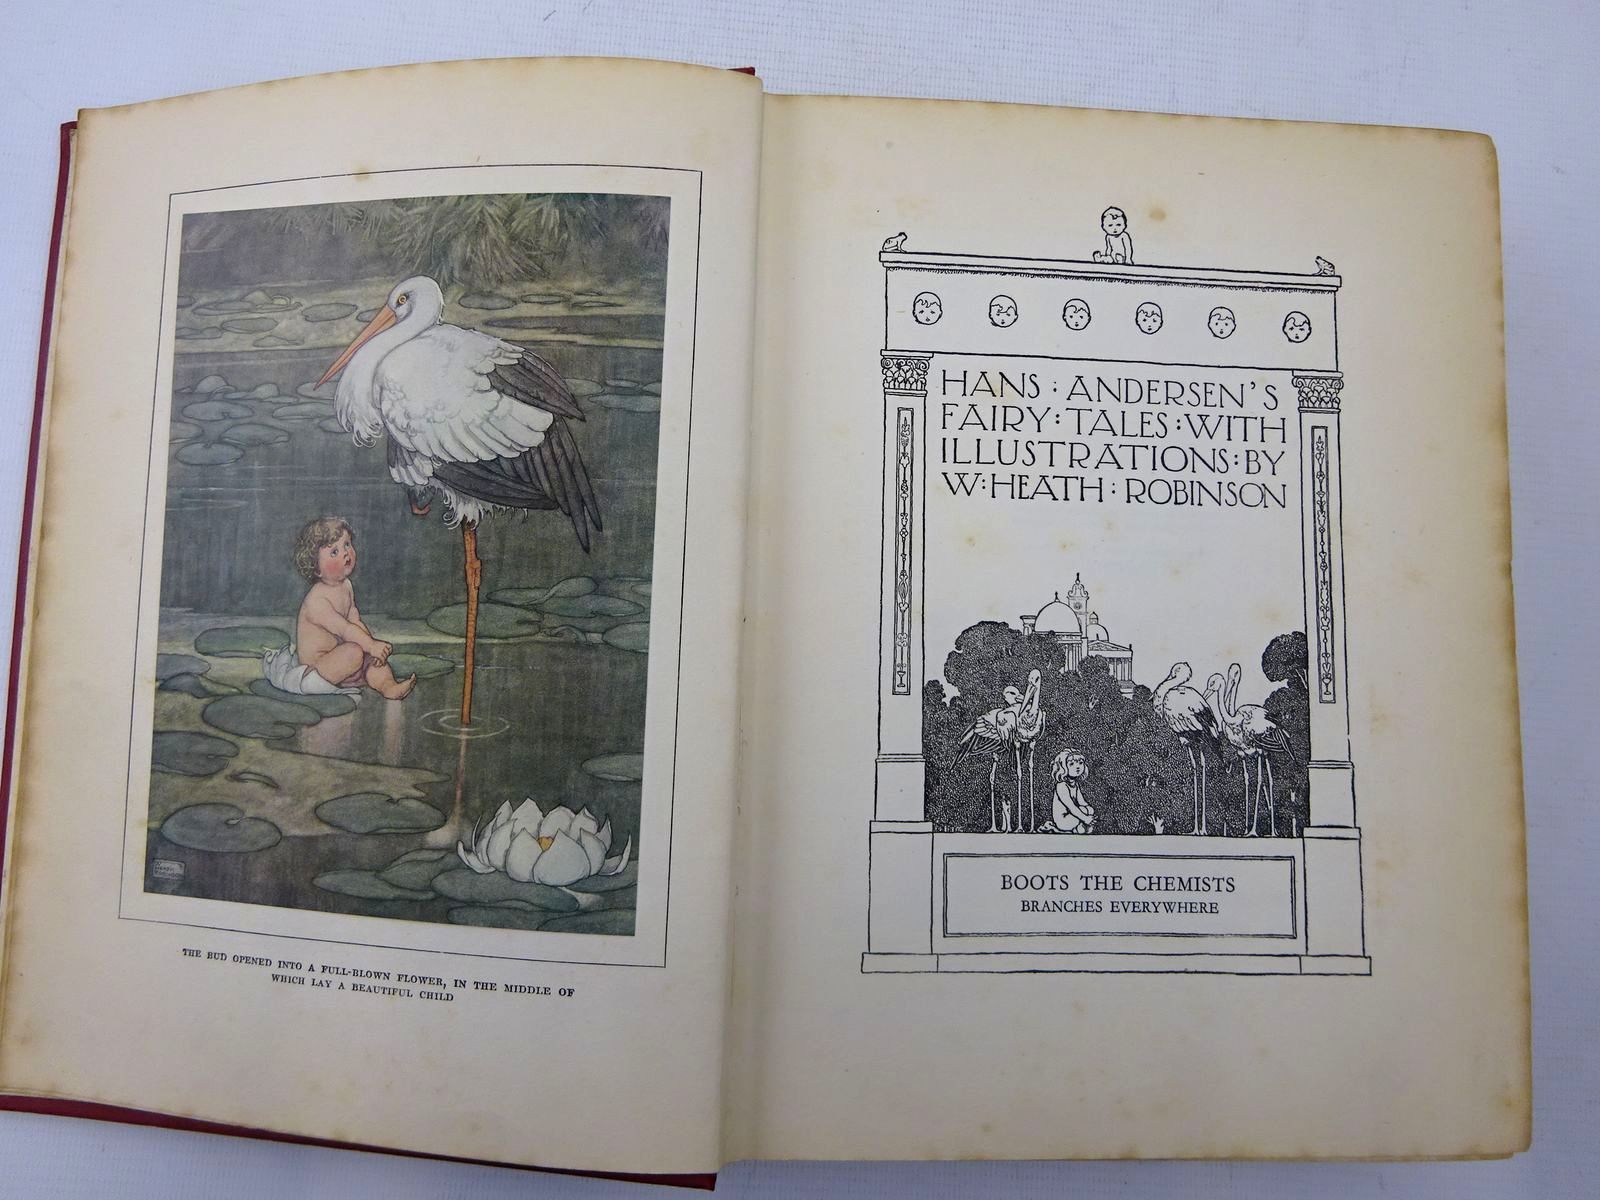 THE BUD OPENED INTO A FULL-BLOWN FLOWER, IN THE MIDDLE OF
WHICH LAY A BEAUTIFUL CHILD
HANS : ANDERSEN'S
FAIRY : TALES : WITH
ILLUSTRATIONS : BY
W : HEATH : ROBINSON
BOOTS THE CHEMISTS
BRANCHES EVERYWHERE